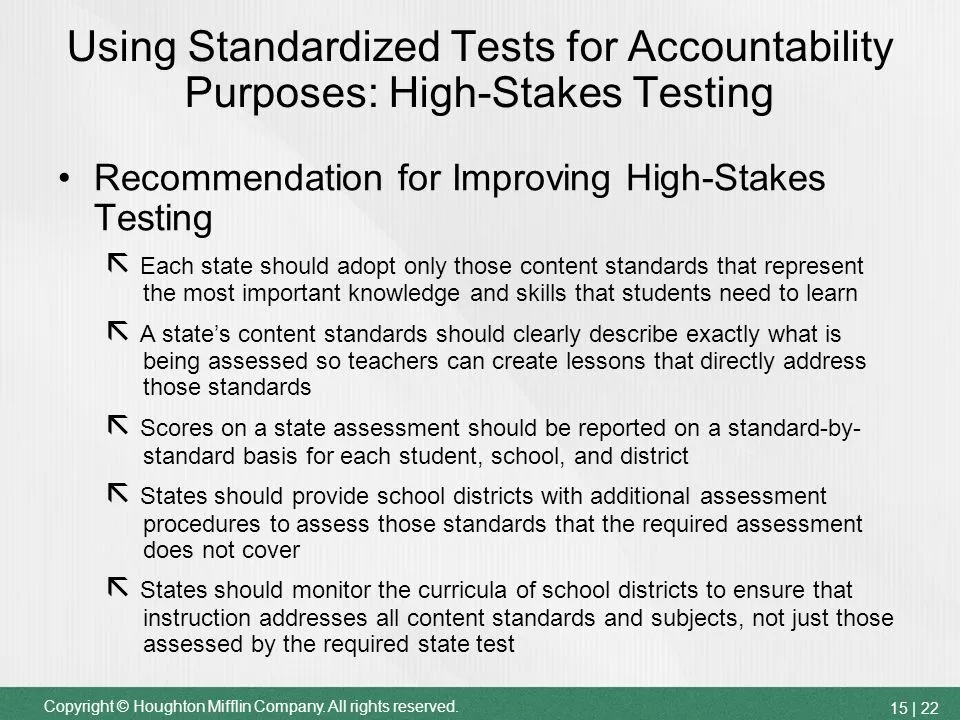 Using Standardized Tests for Accountability
Purposes: High-Stakes Testing
• Recommendation for Improving High-Stakes
Testing
ã Each state should adopt only those content standards that represent
the most important knowledge and skills that students need to learn
ã A state’s content standards should clearly describe exactly what is
being assessed so teachers can create lessons that directly address
those standards
ã Scores on a state assessment should be reported on a standard-by-
standard basis for each student, school, and district
ã States should provide school districts with additional assessment
procedures to assess those standards that the required assessment
does not cover
ã States should monitor the curricula of school districts to ensure that
instruction addresses all content standards and subjects, not just those
assessed by the required state test
Copyright © Houghton Mifflin Company. All rights reserved.
15 | 22